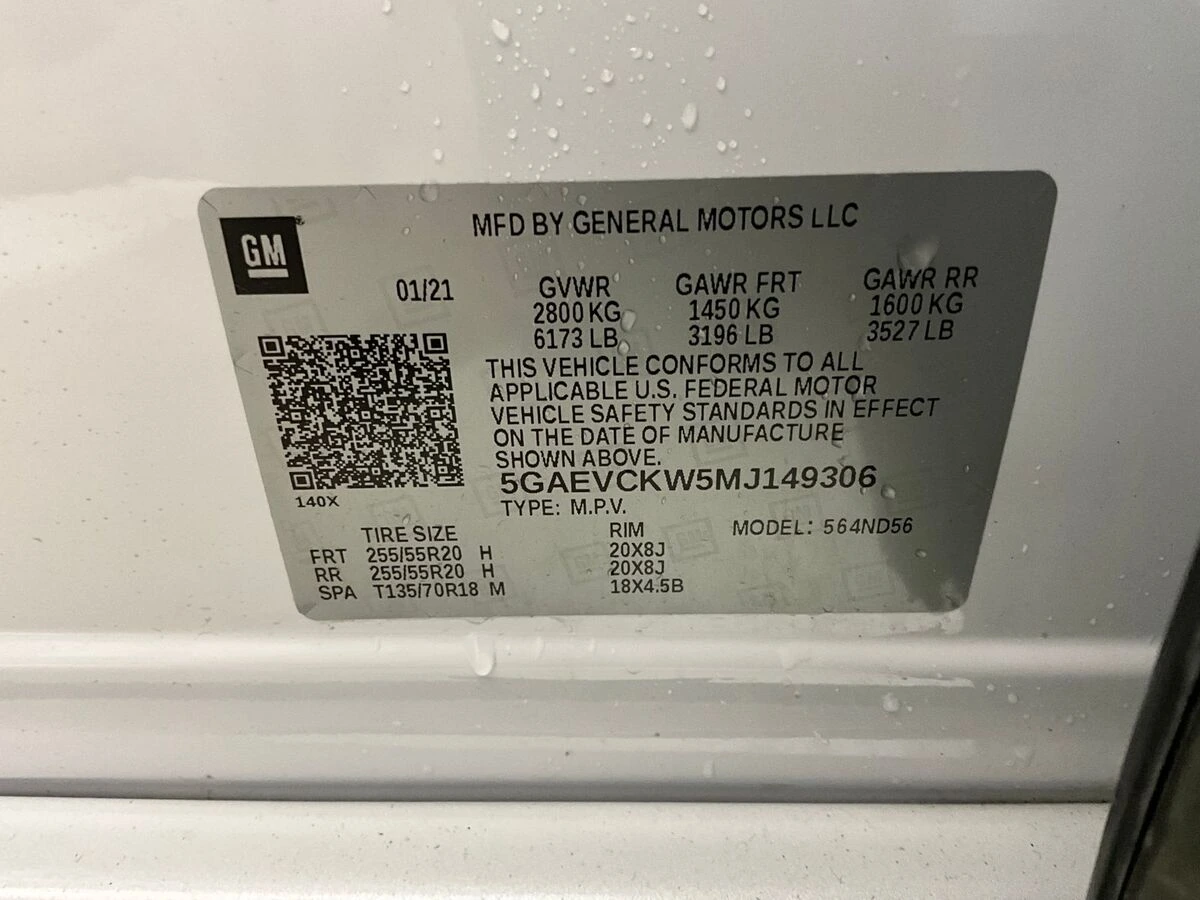 GM
MFD BY GENERAL MOTORS LLC
01/21
GVWR GAWR FRT GAWR RR
2800 KG 1450 KG 1600 KG
6173 LB 3196 LB 3527 LB
THIS VEHICLE CONFORMS TO ALL
APPLICABLE U.S. FEDERAL MOTOR
VEHICLE SAFETY STANDARDS IN EFFECT
ON THE DATE OF MANUFACTURE
SHOWN ABOVE.
140X
5GAEVCKW5MJ149306
TYPE: M.P.V.
TIRE SIZE RIM MODEL: 564ND56
FRT 255/55R20 H 20X8J
RR 255/55R20 H 20X8J
SPA T135/70R18 M 18X4.5B